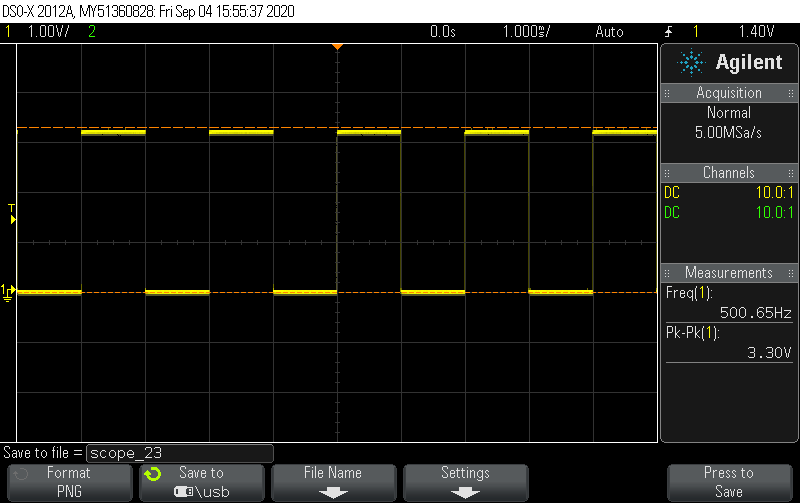 DSO-X 2012A, MY51360828: Fri Sep 04 15:55:37 2020
1 1.00V/ 2 0.0s 1.000ms/ Auto 1 1.40V
Agilent
Acquisition
Normal
5.00MSa/s
Channels
DC 10.0:1
DC 10.0:1
Measurements
Freq(1):
500.65Hz
Pk-Pk(1):
3.30V
T
1
Save to file = scope_23
Format
PNG
Save to
\usb
File Name
Settings
Press to
Save